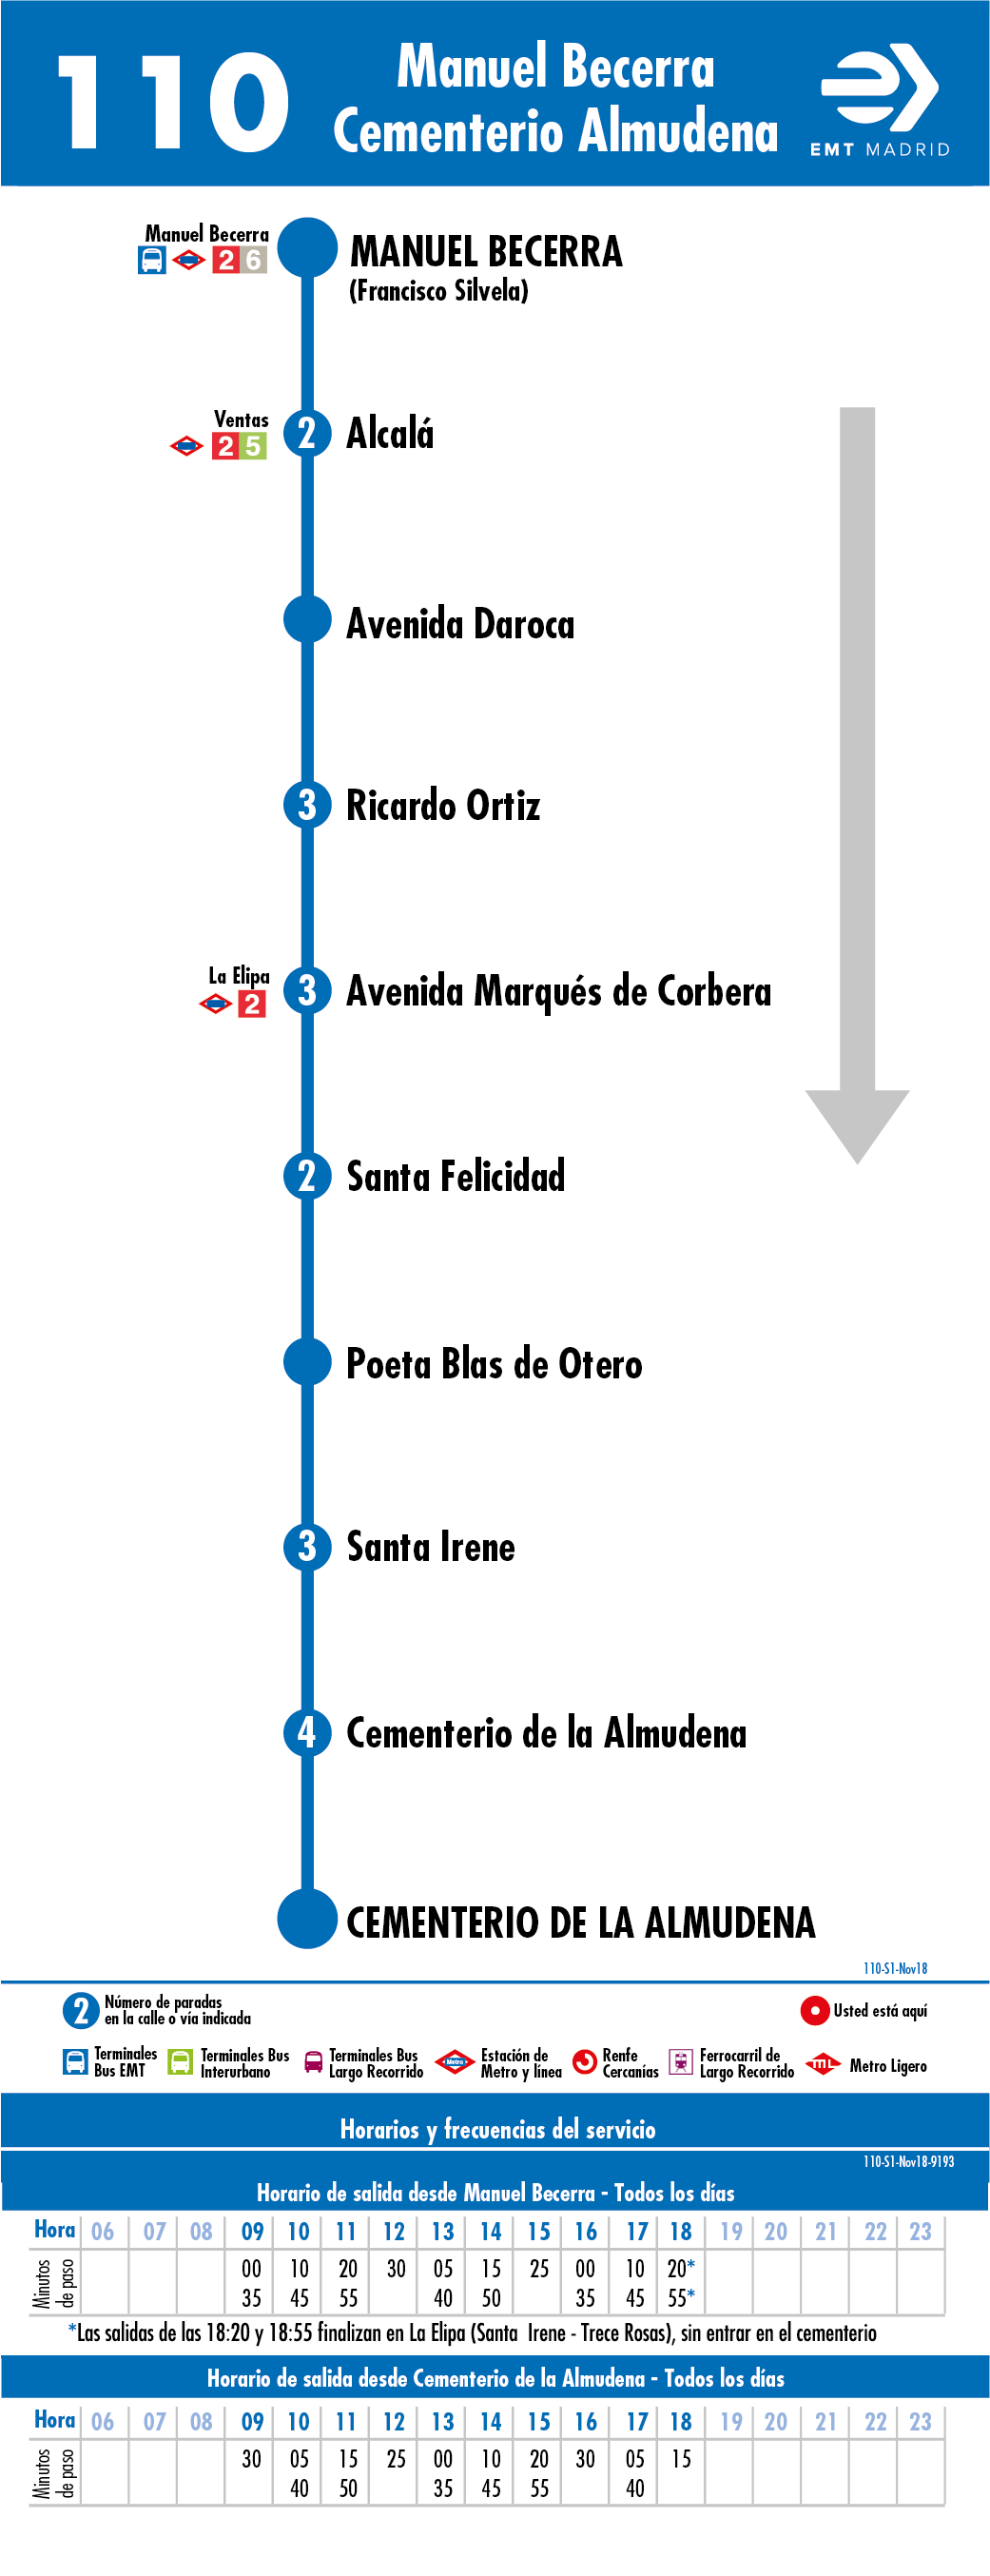 110
Manuel Becerra
Cementerio Almudena
EMT MADRID
Manuel Becerra
2 6
MANUEL BECERRA
(Francisco Silvela)
Ventas
2 5
2
Alcalá
Avenida Daroca
3
Ricardo Ortiz
La Elipa
2
3
Avenida Marqués de Corbera
2
Santa Felicidad
Poeta Blas de Otero
3
Santa Irene
4
Cementerio de la Almudena
CEMENTERIO DE LA ALMUDENA
110-S1-Nov18
2
Número de paradas
en la calle o vía indicada
Usted está aquí
Terminales
Bus EMT
Terminales Bus
Interurbano
Terminales Bus
Largo Recorrido
Metro
Estación de
Metro y línea
Renfe
Cercanías
Ferrocarril de
Largo Recorrido
ML
Metro Ligero
Horarios y frecuencias del servicio
110-S1-Nov18-9193
Horario de salida desde Manuel Becerra - Todos los días
Hora 06 07 08 09 10 11 12 13 14 15 16 17 18 19 20 21 22 23
Minutos
de paso
00 10 20 30 05 15 25 00 10 20*
35 45 55 40 50 35 45 55*
*Las salidas de las 18:20 y 18:55 finalizan en La Elipa (Santa Irene - Trece Rosas), sin entrar en el cementerio
Horario de salida desde Cementerio de la Almudena - Todos los días
Hora 06 07 08 09 10 11 12 13 14 15 16 17 18 19 20 21 22 23
Minutos
de paso
30 05 15 25 00 10 20 30 05 15
40 50 35 45 55 40